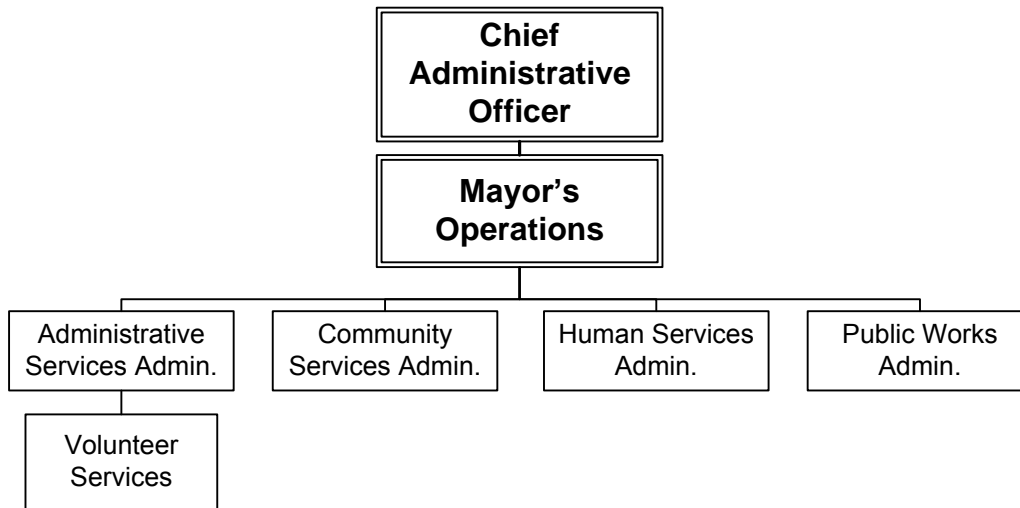 Chief
Administrative
Officer
Mayor’s
Operations
Administrative
Services Admin.
Community
Services Admin.
Human Services
Admin.
Public Works
Admin.
Volunteer
Services